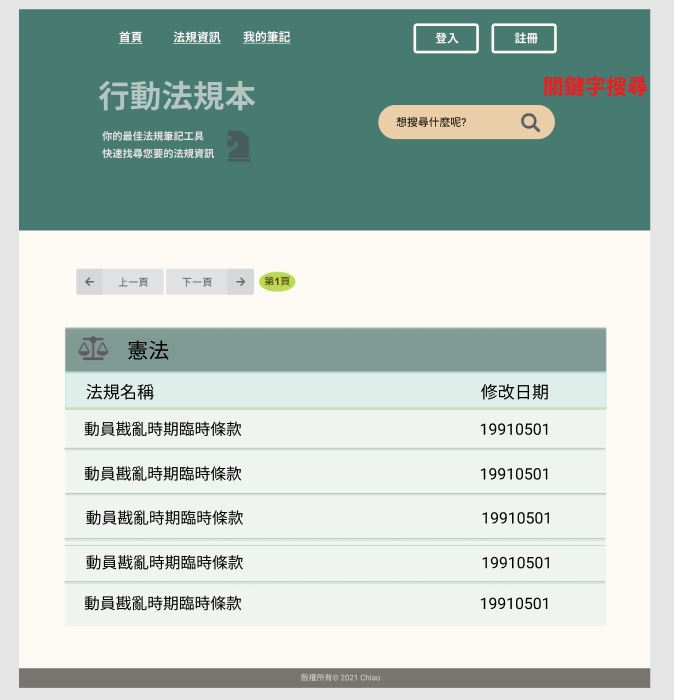 首頁 法規資訊 我的筆記 登入 註冊
行動法規本
關鍵字搜尋
想搜尋什麼呢?
你的最佳法規筆記工具
快速找尋您要的法規資訊
上一頁 下一頁 第1頁
憲法
法規名稱 修改日期
動員戡亂時期臨時條款 19910501
動員戡亂時期臨時條款 19910501
動員戡亂時期臨時條款 19910501
動員戡亂時期臨時條款 19910501
動員戡亂時期臨時條款 19910501
版權所有© 2021 Chiao